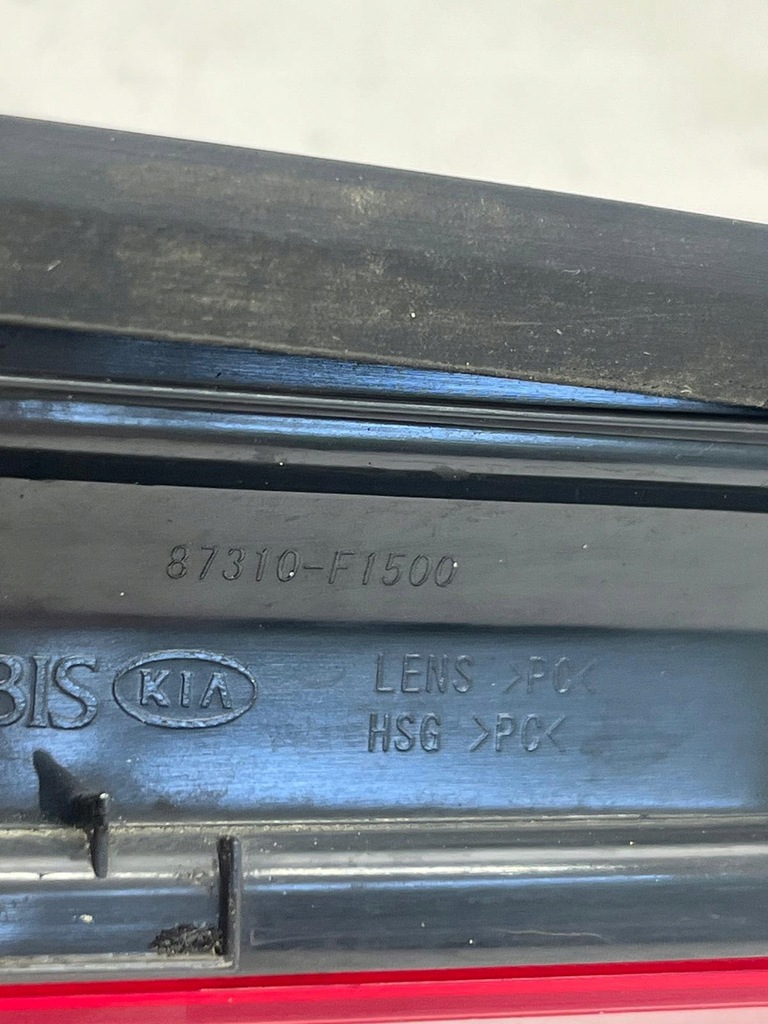 87310-F1500
BIS KIA LENS >PC<
HSG >PC<